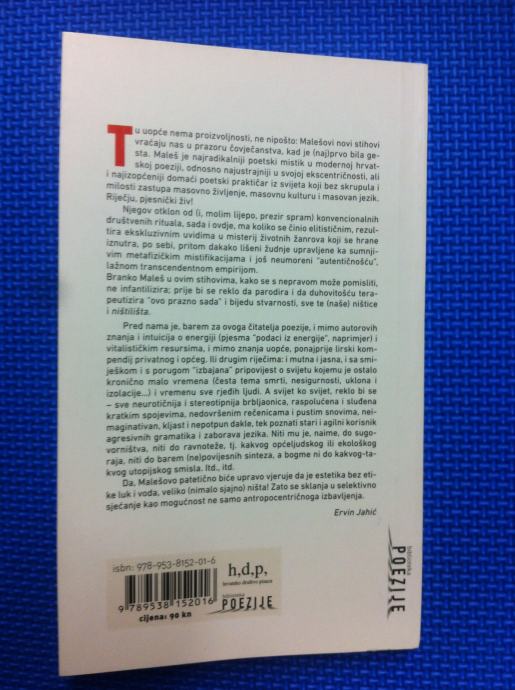 Tu uopće nema proizvoljnosti, ne nipošto: Malešovi novi stihovi
vraćaju nas u prazoru čovječanstva, kad je (naj)prvo bila ge-
sta. Maleš je najradikalniji poetski mistik u modernoj hrvat-
skoj poeziji, odnosno najustrajniji u svojoj ekscentričnosti, ali
i najizopćeniji domaći poetski praktičar iz svijeta koji bez skrupula i
milosti zastupa masovno življenje, masovnu kulturu i masovan jezik.
Riječju, pjesnički živ!
Njegov otklon od (i, molim lijepo, prezir spram) konvencionalnih
društvenih rituala, sada i ovdje, ma koliko se činio elitističnim, rezul-
tira ekskluzivnim uvidima u misterij životnih žanrova koji se hrane
iznutra, po sebi, pritom dakako lišeni žudnje upravljene ka sumnji-
vim metafizičkim mistifikacijama i još neumoreni "autentičnošću",
lažnom transcendentnom empirijom.
Branko Maleš u ovim stihovima, kako se s nepravom može pomisliti,
ne infantilizira; prije bi se reklo da parodira i da duhovitošću tera-
peutizira "ovo prazno sada" i bijedu stvarnosti, sve te (naše) ništice
i ništilišta.
Pred nama je, barem za ovoga čitatelja poezije, i mimo autorovih
znanja i intuicija o energiji (pjesma "podaci iz energije", naprimjer) i
vitalističkim resursima, i mimo znanja uopće, ponajprije lirski kom-
pendij privatnog i općeg. Ili drugim riječima: i mutna i jasna, i sa smi-
ješkom i s porugom "izbajana" pripovijest o svijetu kojemu je ostalo
kronično malo vremena (česta tema smrti, nesigurnosti, uklona i
izolacije...) i vremenu sve rjeđih ljudi. A svijet ko svijet, reklo bi se
– sve neurotičnija i stereotipnija brbljaonica, raspolućena i sluđena
kratkim spojevima, nedovršenim rečenicama i pustim snovima, nei-
maginativan, kljast i nepotpun dakle, tek poznati stari i agilni korisnik
agresivnih gramatika i zaborava jezika. Niti mu je, naime, do sugo-
vorništva, niti do ravnoteže, tj. kakvog općeljudskog ili ekološkog
raja, niti do barem (ne)povijesnih sinteza, a bogme ni do kakvog-ta-
kvog utopijskog smisla. Itd., itd.
Da, Malešovo patetično biće upravo vjeruje da je estetika bez eti-
ke luk i voda, veliko (nimalo sjajno) ništa! Zato se sklanja u selektivno
sjećanje kao mogućnost ne samo antropocentričnoga izbavljenja.
Ervin Jahić
isbn: 978-953-8152-01-6
9 789538 152016
cijena: 90 kn
h,d,p,
hrvatsko društvo pisaca
biblioteka
POEZIJE
biblioteka
POEZIJE